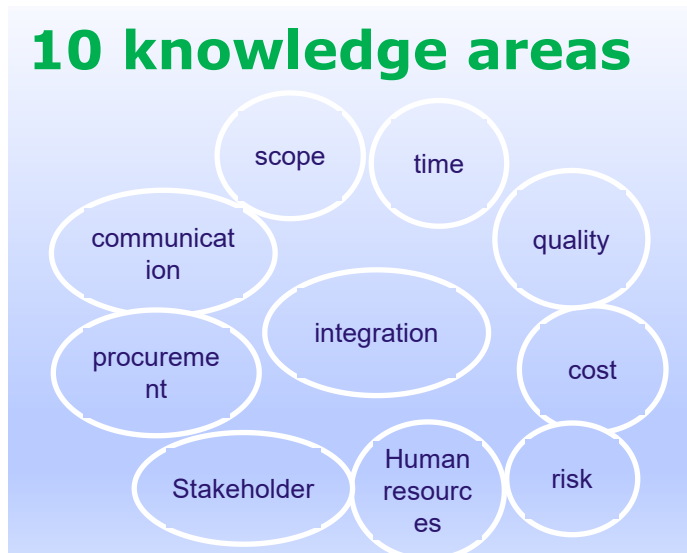 10 knowledge areas
scope
time
communicat
ion
quality
integration
procureme
nt
cost
Stakeholder
Human
resourc
es
risk